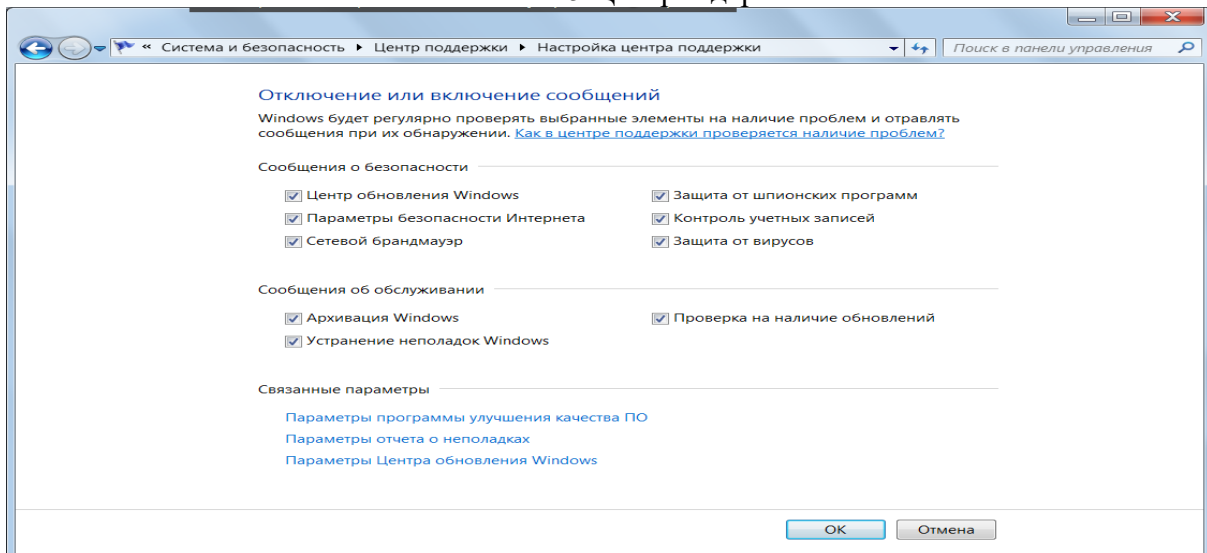 « Система и безопасность ▸ Центр поддержки ▸ Настройка центра поддержки
Поиск в панели управления
Отключение или включение сообщений
Windows будет регулярно проверять выбранные элементы на наличие проблем и отравлять
сообщения при их обнаружении. Как в центре поддержки проверяется наличие проблем?
Сообщения о безопасности
Центр обновления Windows
Защита от шпионских программ
Параметры безопасности Интернета
Контроль учетных записей
Сетевой брандмауэр
Защита от вирусов
Сообщения об обслуживании
Архивация Windows
Проверка на наличие обновлений
Устранение неполадок Windows
Связанные параметры
Параметры программы улучшения качества ПО
Параметры отчета о неполадках
Параметры Центра обновления Windows
ОК
Отмена